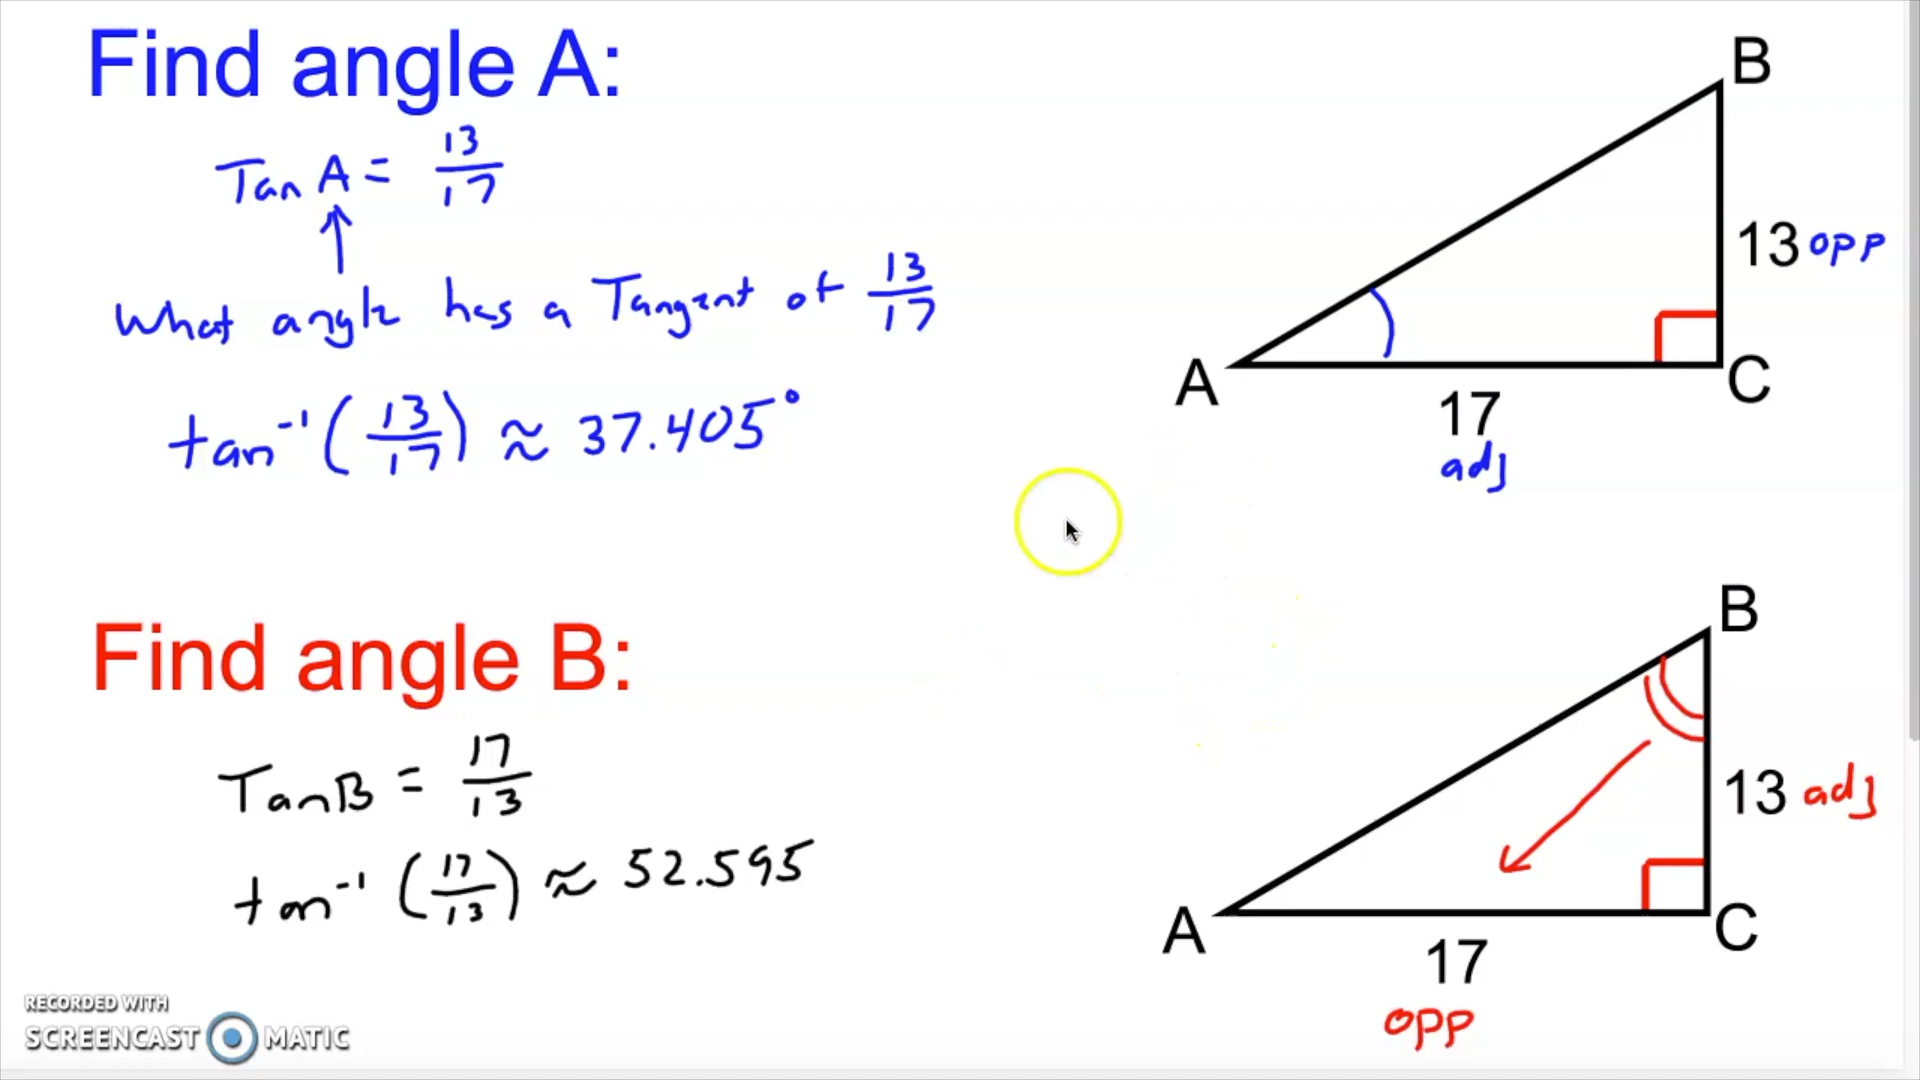 Find angle A:
Tan A = 13/17
What angle has a Tangent of 13/17
tan⁻¹(13/17) ≈ 37.405°
B
13 opp
A
C
17
adj
Find angle B:
Tan B = 17/13
tan⁻¹(17/13) ≈ 52.595
B
13 adj
A
C
17
opp
RECORDED WITH
SCREENCAST MATIC